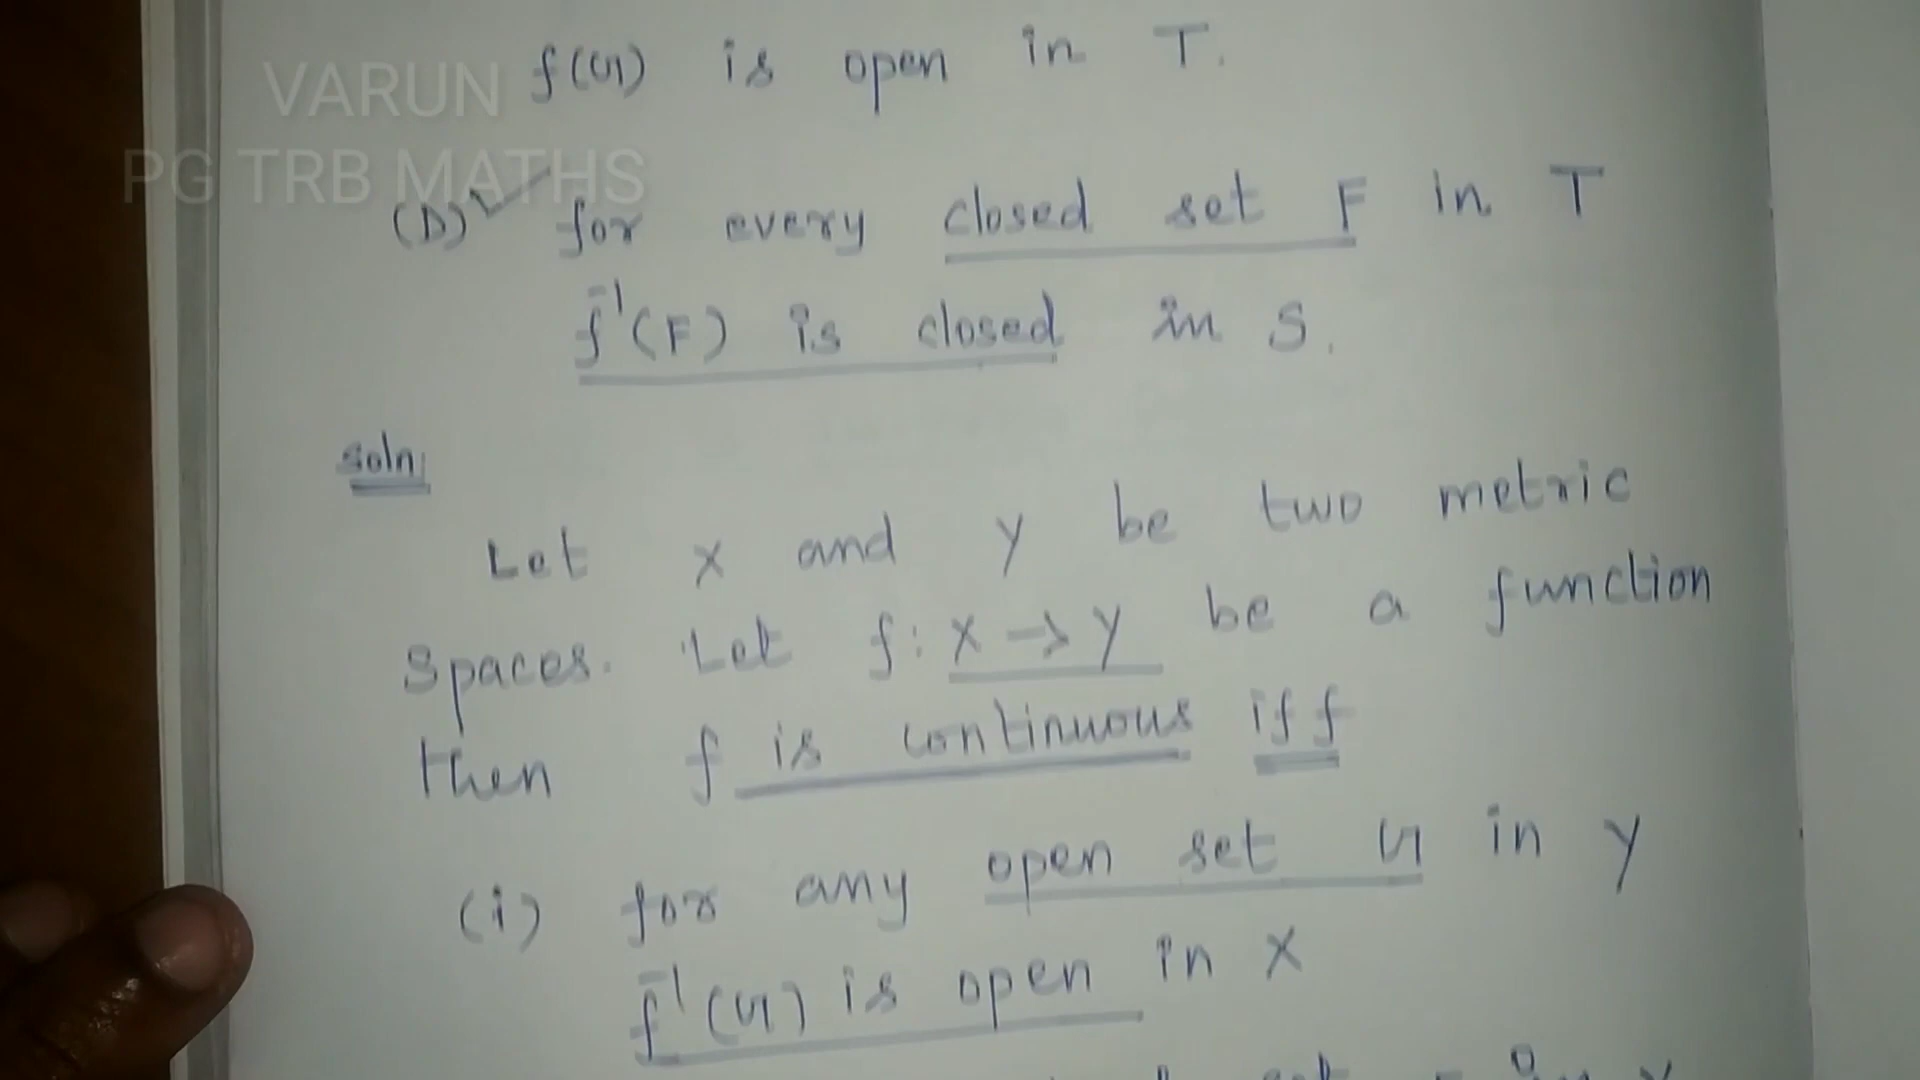 f(G) is open in T.
VARUN
PG TRB MATHS
(D) for every closed set F in T
f⁻¹(F) is closed in S.
Soln
Let X and Y be two metric
Spaces. Let f: X → Y be a function
then f is continuous iff
(i) for any open set G in Y
f⁻¹(G) is open in X